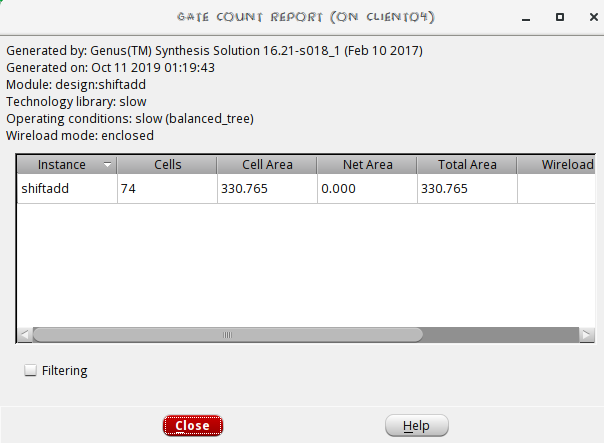 GATE COUNT REPORT (ON CLIENT04)
Generated by: Genus(TM) Synthesis Solution 16.21-s018_1 (Feb 10 2017)
Generated on: Oct 11 2019 01:19:43
Module: design:shiftadd
Technology library: slow
Operating conditions: slow (balanced_tree)
Wireload mode: enclosed
Instance Cells Cell Area Net Area Total Area Wireload
shiftadd 74 330.765 0.000 330.765
Filtering
Close Help